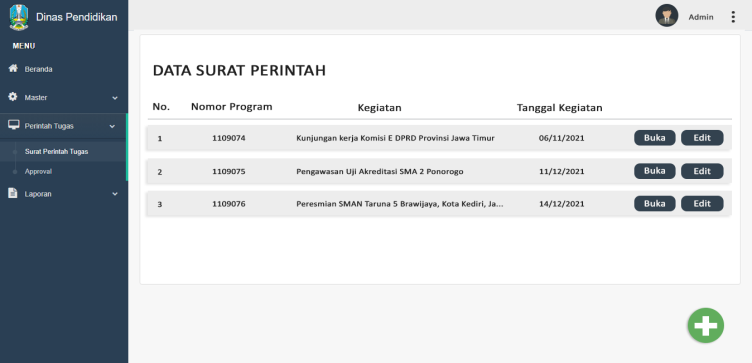 Dinas Pendidikan
Admin
MENU
Beranda
Master
Perintah Tugas
Surat Perintah Tugas
Approval
Laporan
DATA SURAT PERINTAH
No. Nomor Program Kegiatan Tanggal Kegiatan
1 1109074 Kunjungan kerja Komisi E DPRD Provinsi Jawa Timur 06/11/2021 Buka Edit
2 1109075 Pengawasan Uji Akreditasi SMA 2 Ponorogo 11/12/2021 Buka Edit
3 1109076 Peresmian SMAN Taruna 5 Brawijaya, Kota Kediri, Ja... 14/12/2021 Buka Edit